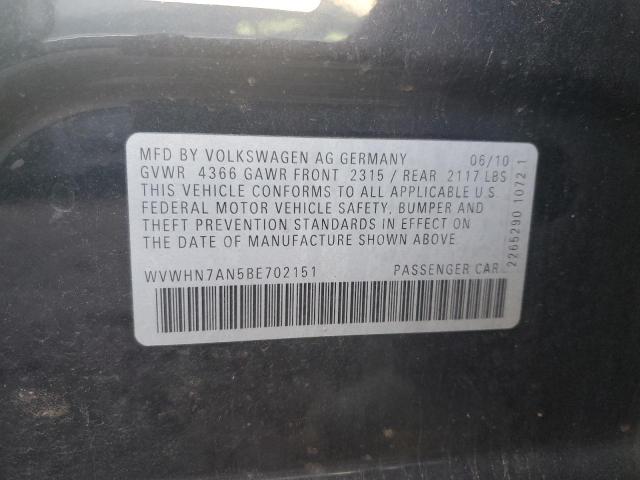 MFD BY VOLKSWAGEN AG GERMANY 06/10
GVWR 4366 GAWR FRONT 2315 / REAR 2117 LBS
THIS VEHICLE CONFORMS TO ALL APPLICABLE U.S.
FEDERAL MOTOR VEHICLE SAFETY, BUMPER AND
THEFT PREVENTION STANDARDS IN EFFECT ON
THE DATE OF MANUFACTURE SHOWN ABOVE.
WVWHN7AN5BE702151 PASSENGER CAR
2265290 1072 1